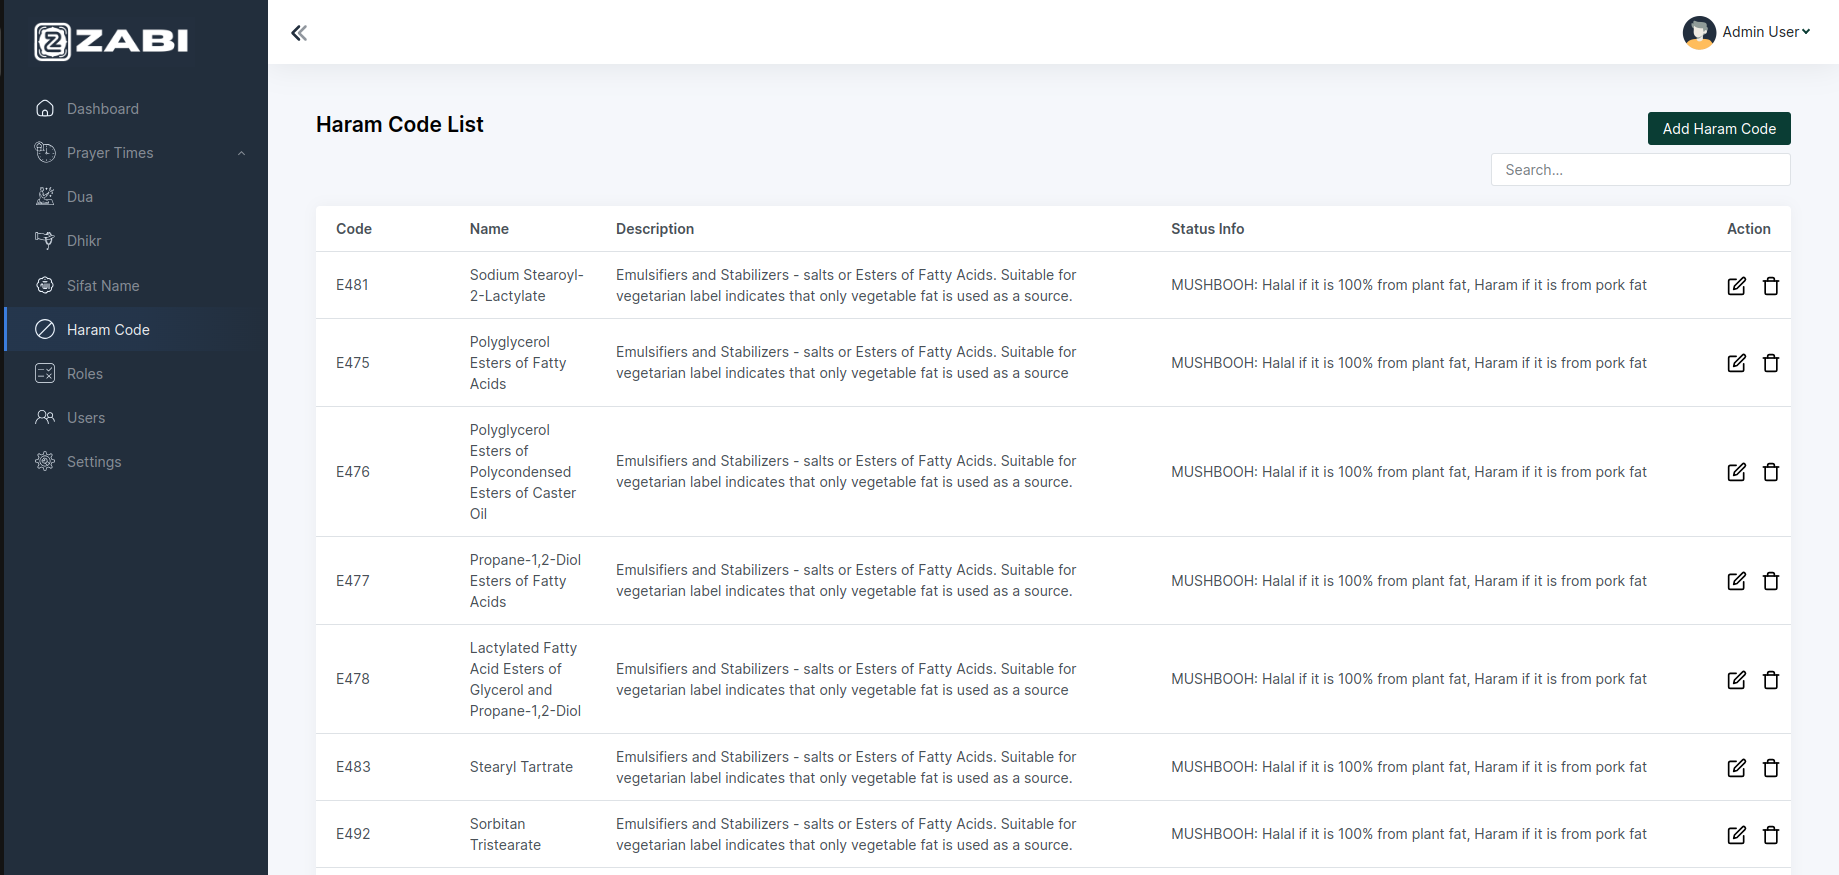 ZABI
Admin User
Dashboard
Prayer Times
Dua
Dhikr
Sifat Name
Haram Code
Roles
Users
Settings
Haram Code List
Add Haram Code
Search...
Code Name Description Status Info Action
E481
Sodium Stearoyl-
2-Lactylate
Emulsifiers and Stabilizers - salts or Esters of Fatty Acids. Suitable for
vegetarian label indicates that only vegetable fat is used as a source.
MUSHBOOH: Halal if it is 100% from plant fat, Haram if it is from pork fat
E475
Polyglycerol
Esters of Fatty
Acids
Emulsifiers and Stabilizers - salts or Esters of Fatty Acids. Suitable for
vegetarian label indicates that only vegetable fat is used as a source
MUSHBOOH: Halal if it is 100% from plant fat, Haram if it is from pork fat
E476
Polyglycerol
Esters of
Polycondensed
Esters of Caster
Oil
Emulsifiers and Stabilizers - salts or Esters of Fatty Acids. Suitable for
vegetarian label indicates that only vegetable fat is used as a source.
MUSHBOOH: Halal if it is 100% from plant fat, Haram if it is from pork fat
E477
Propane-1,2-Diol
Esters of Fatty
Acids
Emulsifiers and Stabilizers - salts or Esters of Fatty Acids. Suitable for
vegetarian label indicates that only vegetable fat is used as a source.
MUSHBOOH: Halal if it is 100% from plant fat, Haram if it is from pork fat
E478
Lactylated Fatty
Acid Esters of
Glycerol and
Propane-1,2-Diol
Emulsifiers and Stabilizers - salts or Esters of Fatty Acids. Suitable for
vegetarian label indicates that only vegetable fat is used as a source
MUSHBOOH: Halal if it is 100% from plant fat, Haram if it is from pork fat
E483
Stearyl Tartrate
Emulsifiers and Stabilizers - salts or Esters of Fatty Acids. Suitable for
vegetarian label indicates that only vegetable fat is used as a source.
MUSHBOOH: Halal if it is 100% from plant fat, Haram if it is from pork fat
E492
Sorbitan
Tristearate
Emulsifiers and Stabilizers - salts or Esters of Fatty Acids. Suitable for
vegetarian label indicates that only vegetable fat is used as a source.
MUSHBOOH: Halal if it is 100% from plant fat, Haram if it is from pork fat